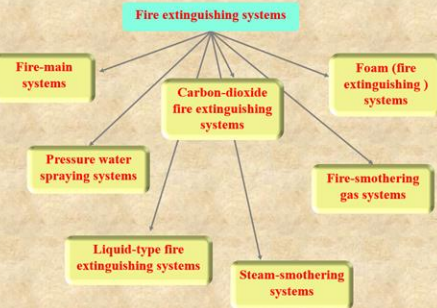 Fire extinguishing systems
Fire-main
systems
Carbon-dioxide
fire extinguishing
systems
Foam (fire
extinguishing )
systems
Pressure water
spraying systems
Fire-smothering
gas systems
Liquid-type fire
extinguishing systems
Steam-smothering
systems